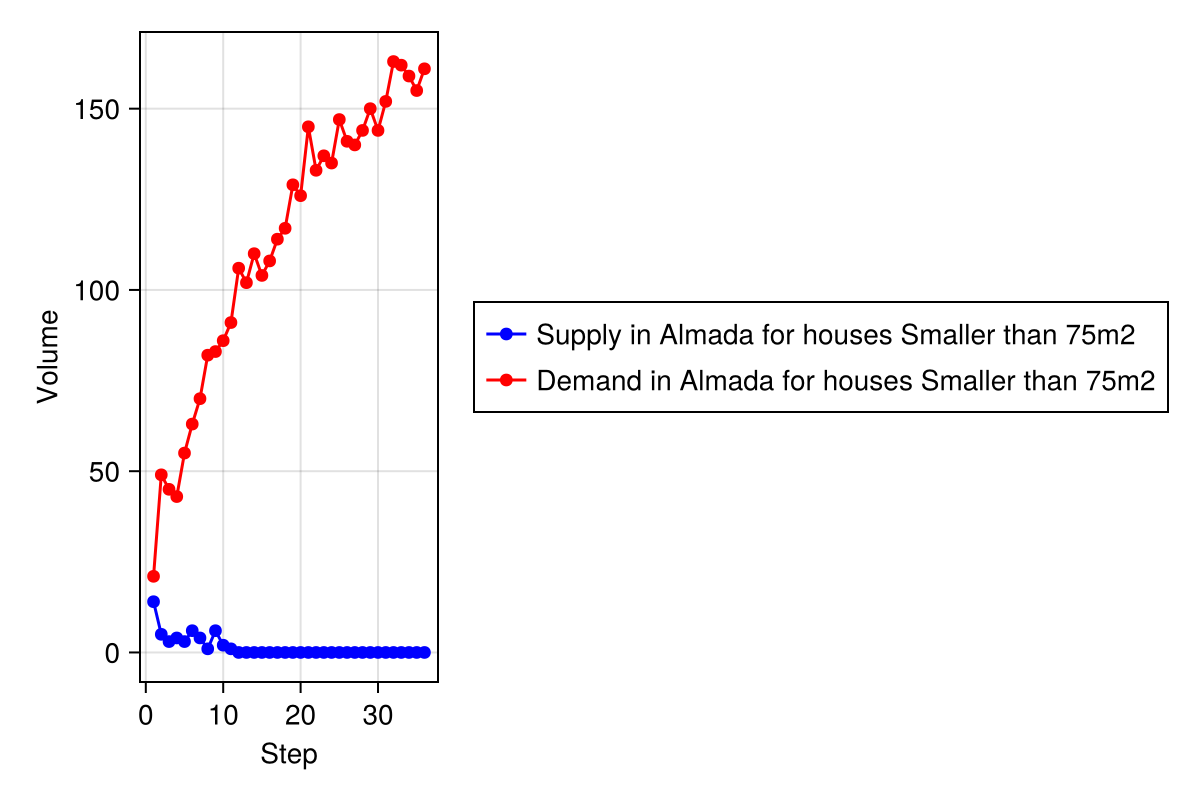 Volume
150
100
50
0
0 10 20 30
Step
Supply in Almada for houses Smaller than 75m2
Demand in Almada for houses Smaller than 75m2